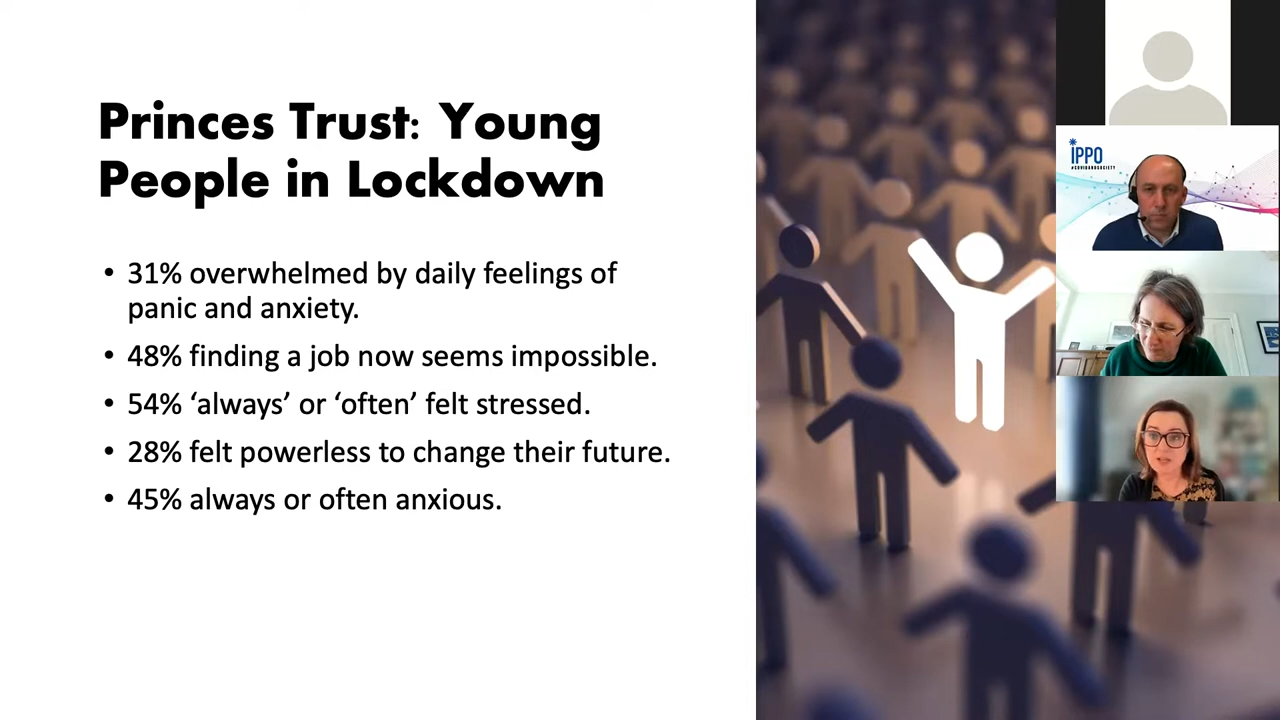 Princes Trust: Young
People in Lockdown
• 31% overwhelmed by daily feelings of
panic and anxiety.
• 48% finding a job now seems impossible.
• 54% ‘always’ or ‘often’ felt stressed.
• 28% felt powerless to change their future.
• 45% always or often anxious.
iPPO
#COVIDANDSOCIETY